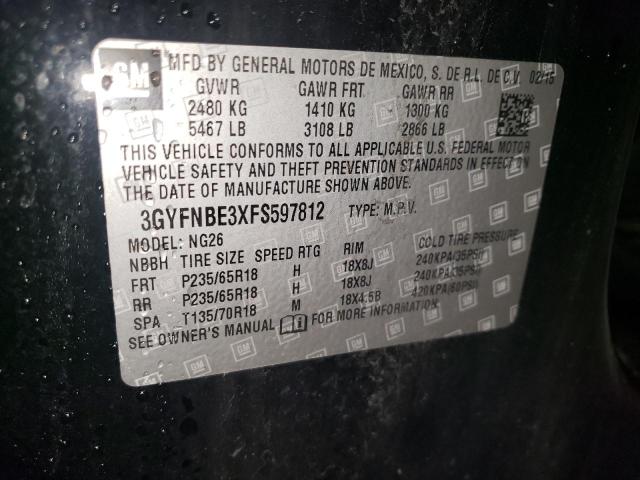 GM MFD BY GENERAL MOTORS DE MEXICO, S. DE R.L. DE C.V. 02/15
GVWR GAWR FRT GAWR RR
2480 KG 1410 KG 1300 KG
5467 LB 3108 LB 2866 LB
THIS VEHICLE CONFORMS TO ALL APPLICABLE U.S. FEDERAL MOTOR
VEHICLE SAFETY AND THEFT PREVENTION STANDARDS IN EFFECT ON
THE DATE OF MANUFACTURE SHOWN ABOVE.
3GYFNBE3XFS597812 TYPE: M.P.V.
MODEL: NG26
NBBH TIRE SIZE SPEED RTG RIM COLD TIRE PRESSURE
FRT P235/65R18 H 18X8J 240KPA(35PSI)
RR P235/65R18 H 18X8J 240KPA(35PSI)
SPA T135/70R18 M 18X4.5B 420KPA(60PSI)
SEE OWNER'S MANUAL FOR MORE INFORMATION.